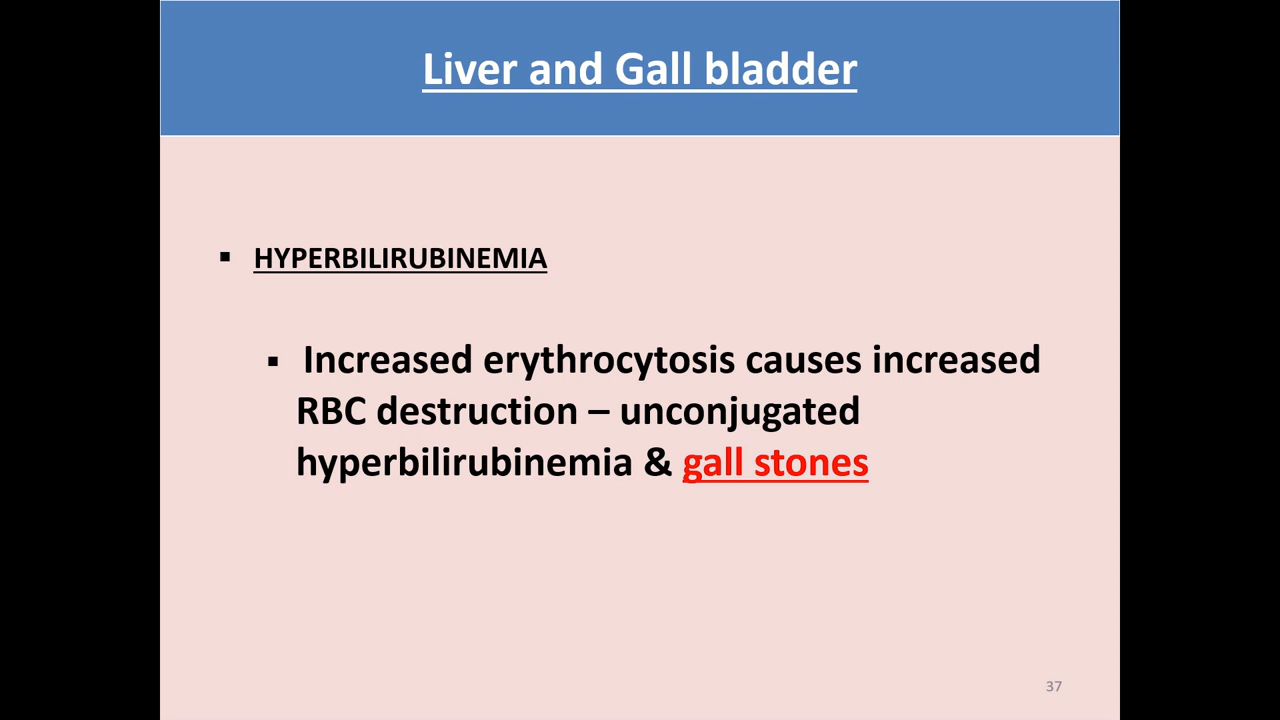 Liver and Gall bladder
▪ HYPERBILIRUBINEMIA
▪ Increased erythrocytosis causes increased
RBC destruction – unconjugated
hyperbilirubinemia & gall stones
37